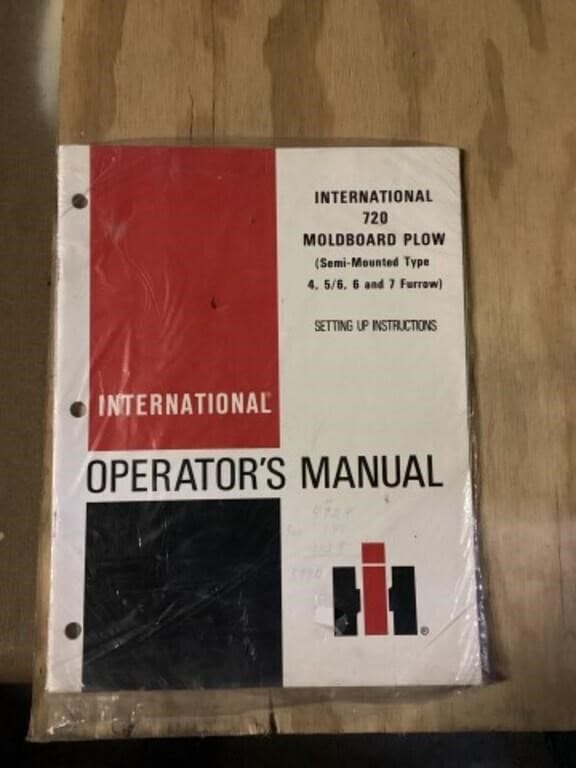 INTERNATIONAL
720
MOLDBOARD PLOW
(Semi-Mounted Type
4, 5/6, 6 and 7 Furrow)
SETTING UP INSTRUCTIONS
INTERNATIONAL®
OPERATOR'S MANUAL
IH®